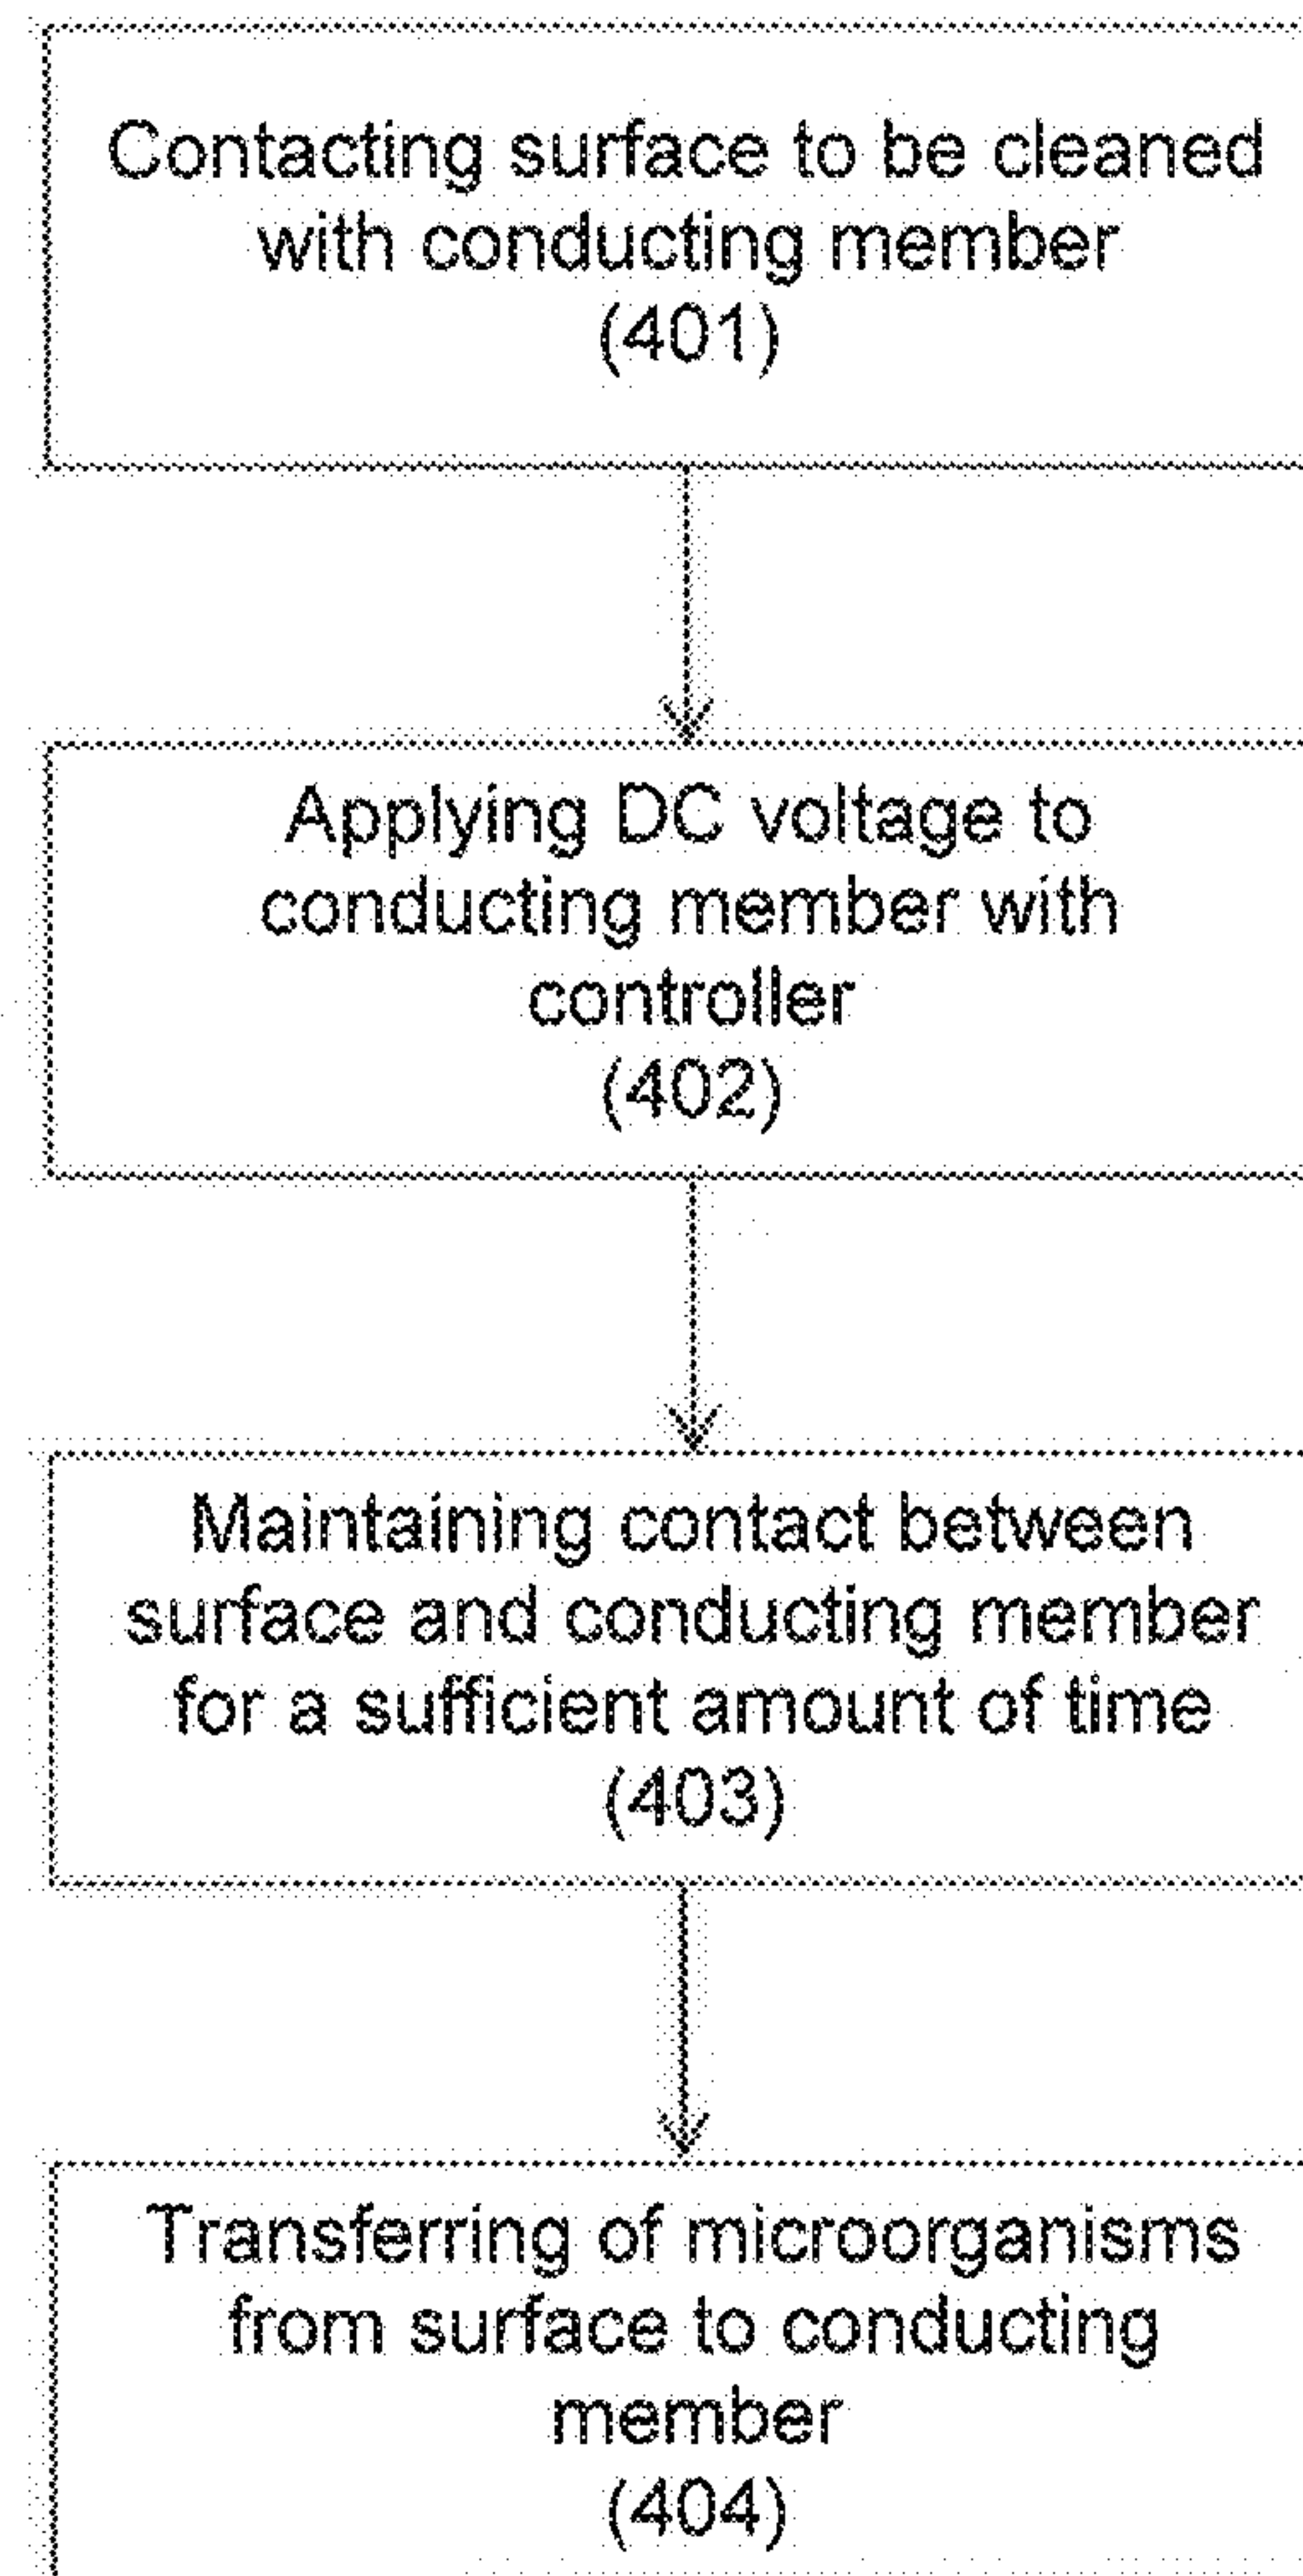 Contacting surface to be cleaned
with conducting member
(401)
Applying DC voltage to
conducting member with
controller
(402)
Maintaining contact between
surface and conducting member
for a sufficient amount of time
(403)
Transferring of microorganisms
from surface to conducting
member
(404)